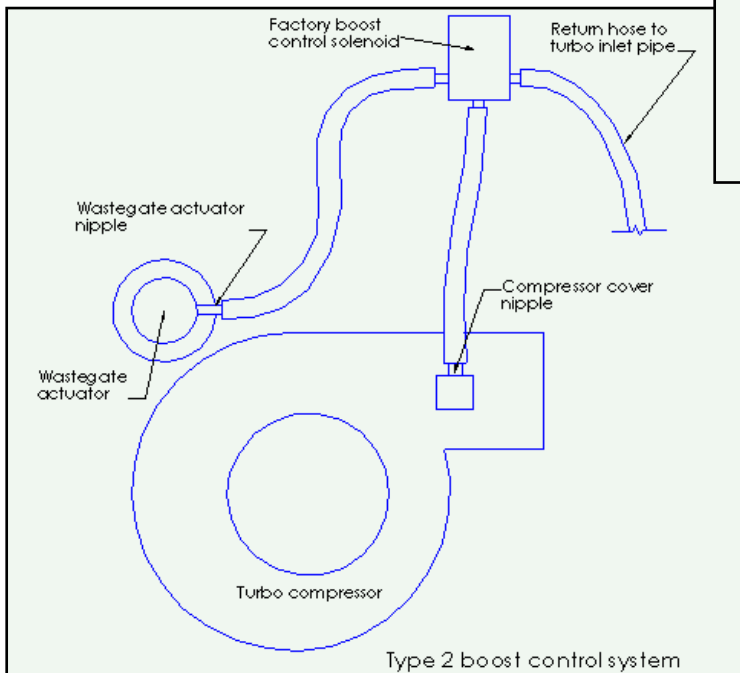 Factory boost
control solenoid
Return hose to
turbo inlet pipe
Wastegate actuator
nipple
Compressor cover
nipple
Wastegate
actuator
Turbo compressor
Type 2 boost control system